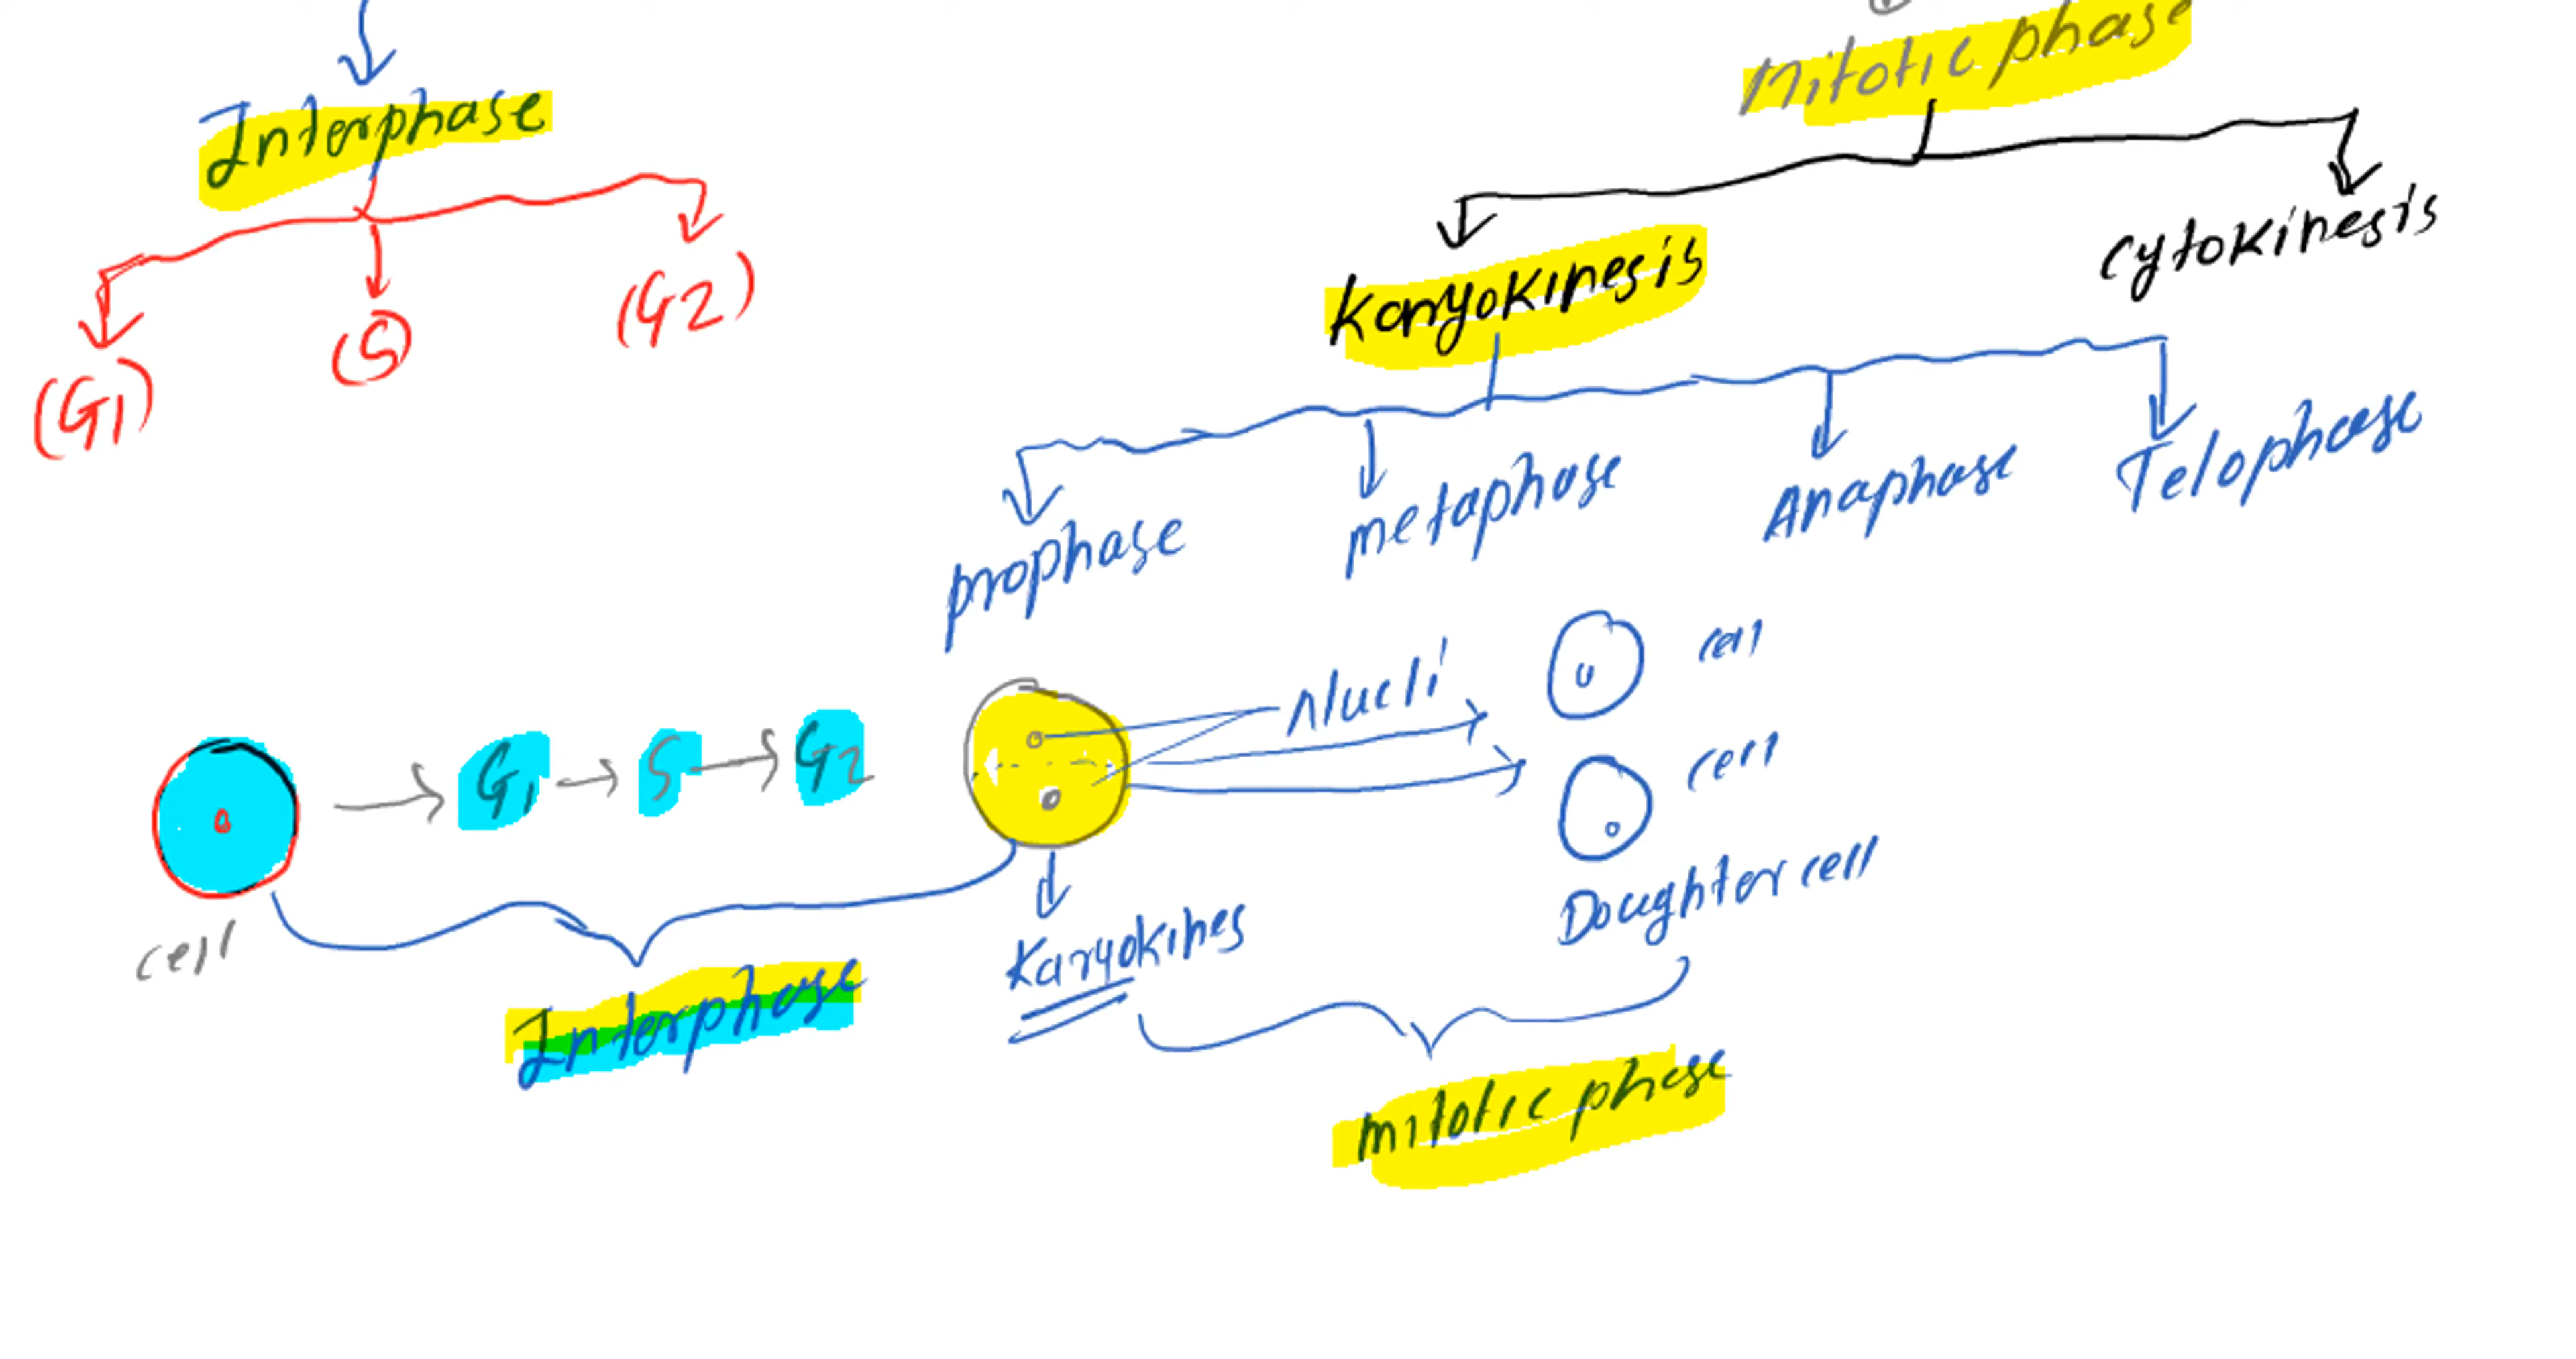 Interphase
(G1)
(S)
(G2)
Mitotic phase
Karyokinesis
cytokinesis
prophase
metaphase
Anaphase
Telophase
cell
G1 → S → G2
Interphase
Nucli
Karyokines
cell
cell
Doughter cell
mitotic phase